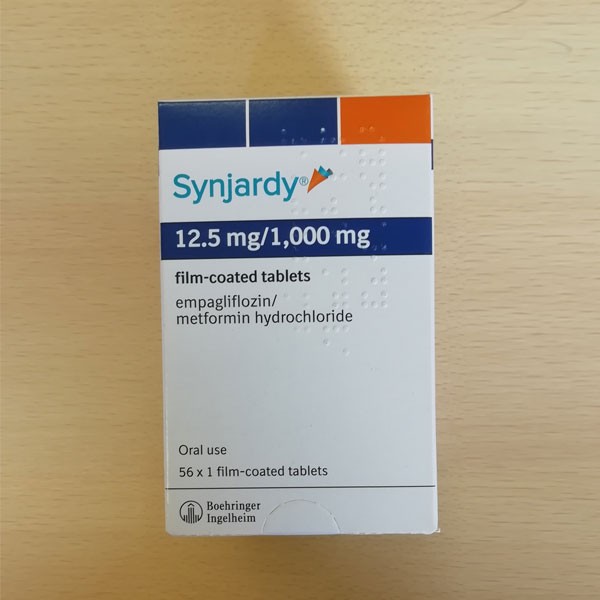 Synjardy®
12.5 mg/1,000 mg
film-coated tablets
empagliflozin/
metformin hydrochloride
Oral use
56 x 1 film-coated tablets
Boehringer
Ingelheim